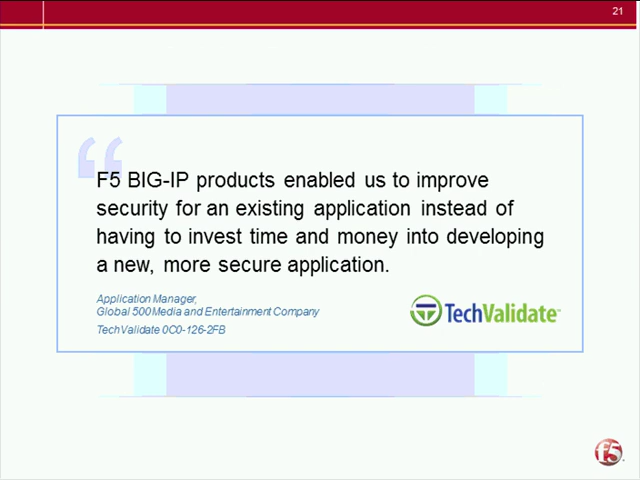 21
F5 BIG-IP products enabled us to improve
security for an existing application instead of
having to invest time and money into developing
a new, more secure application.
Application Manager,
Global 500 Media and Entertainment Company
TechValidate 0C0-126-2FB
TechValidate
f5